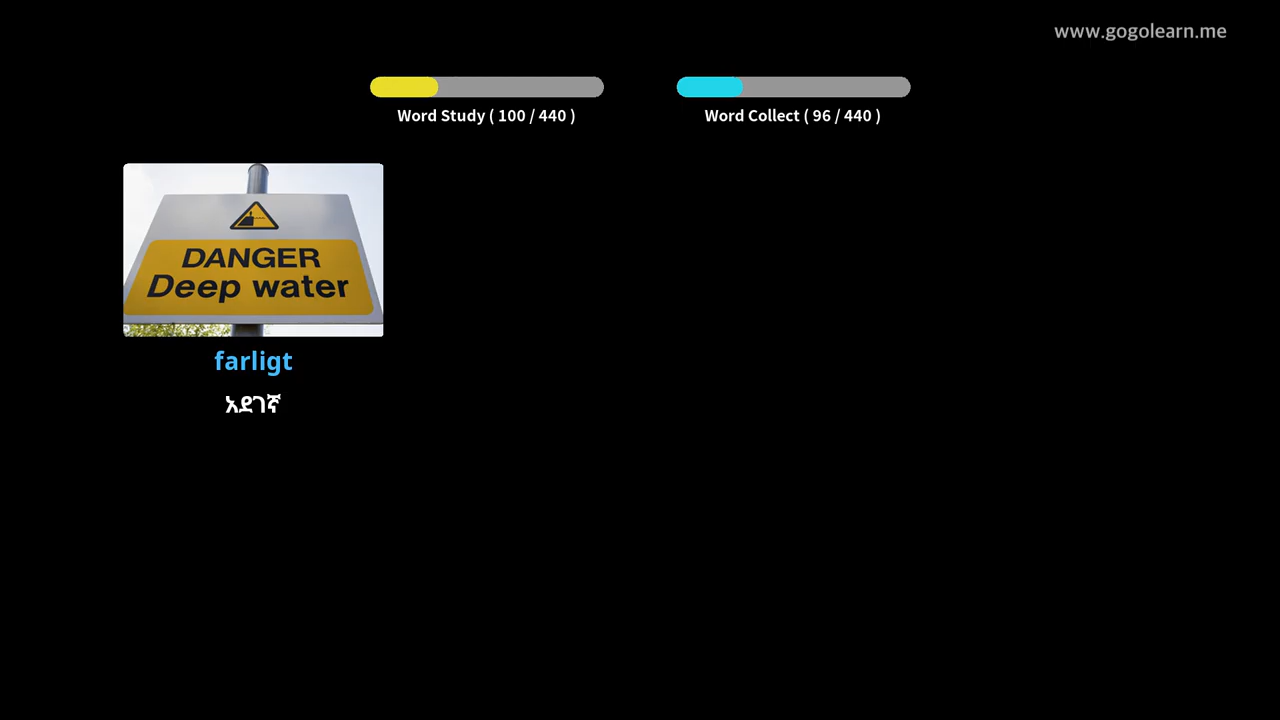 www.gogolearn.me
Word Study ( 100 / 440 )
Word Collect ( 96 / 440 )
DANGER
Deep water
farligt
አደገኛ